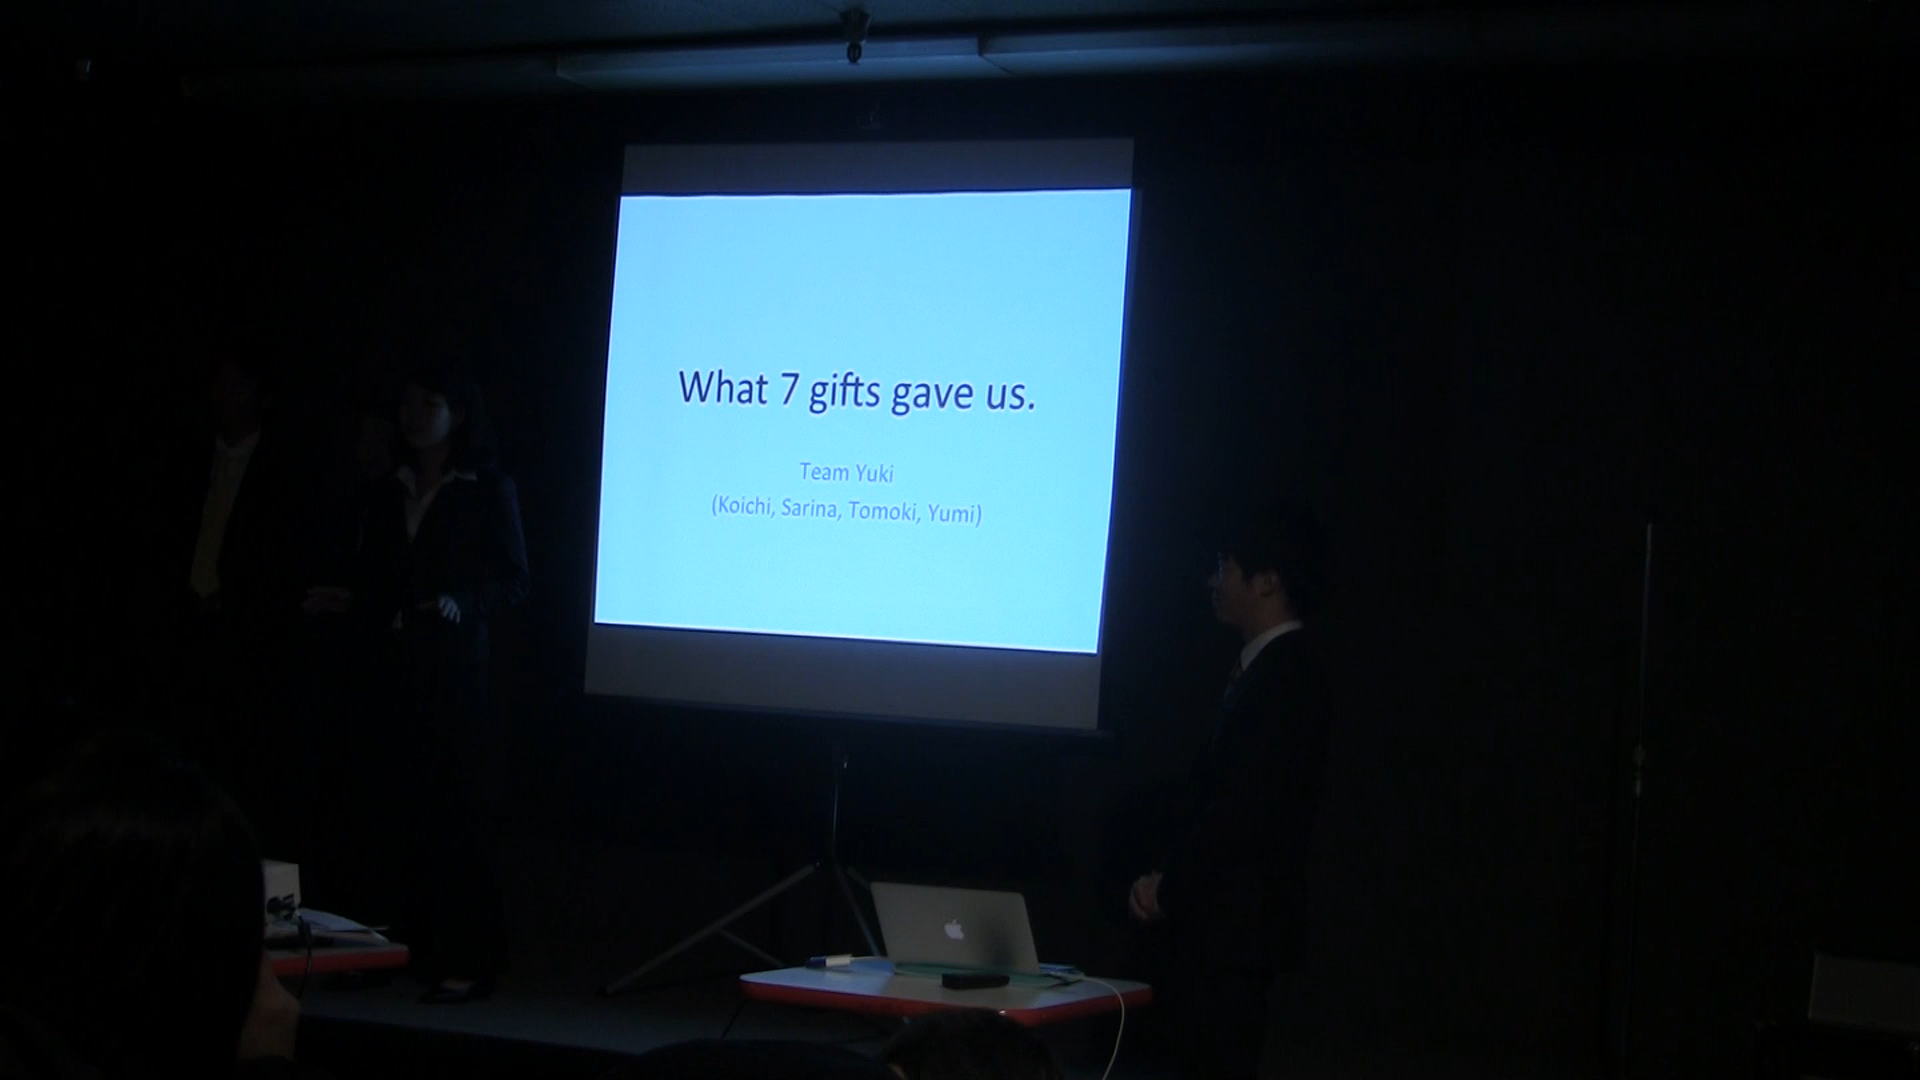 What 7 gifts gave us.
Team Yuki
(Koichi, Sarina, Tomoki, Yumi)